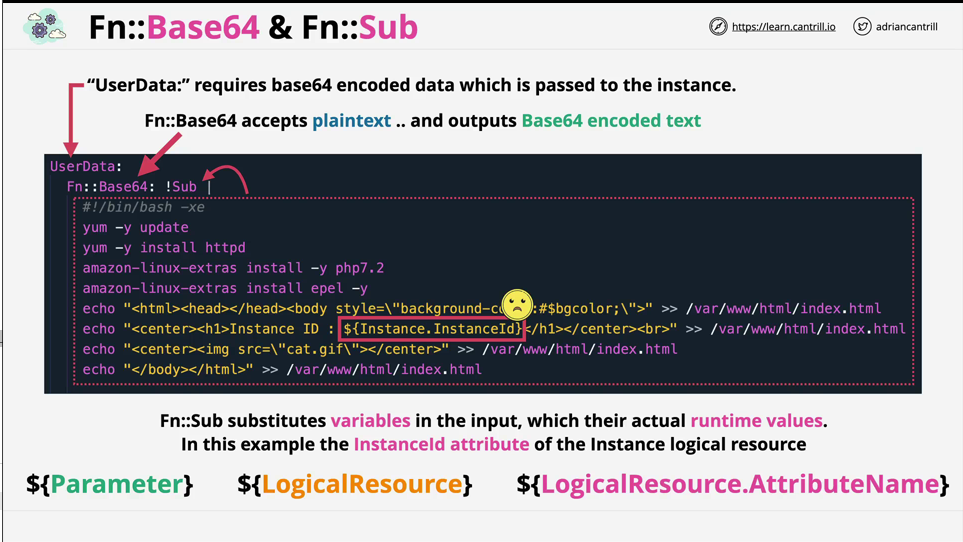 Fn::Base64 & Fn::Sub
https://learn.cantrill.io
adriancantrill
“UserData:” requires base64 encoded data which is passed to the instance.
Fn::Base64 accepts plaintext .. and outputs Base64 encoded text
UserData:
Fn::Base64: !Sub |
#!/bin/bash -xe
yum -y update
yum -y install httpd
amazon-linux-extras install -y php7.2
amazon-linux-extras install epel -y
echo "<html><head></head><body style=\"background-co :#$bgcolor;\">" >> /var/www/html/index.html
echo "<center><h1>Instance ID : ${Instance.InstanceId}</h1></center><br>" >> /var/www/html/index.html
echo "<center><img src=\"cat.gif\"></center>" >> /var/www/html/index.html
echo "</body></html>" >> /var/www/html/index.html
Fn::Sub substitutes variables in the input, which their actual runtime values.
In this example the InstanceId attribute of the Instance logical resource
${Parameter}
${LogicalResource}
${LogicalResource.AttributeName}